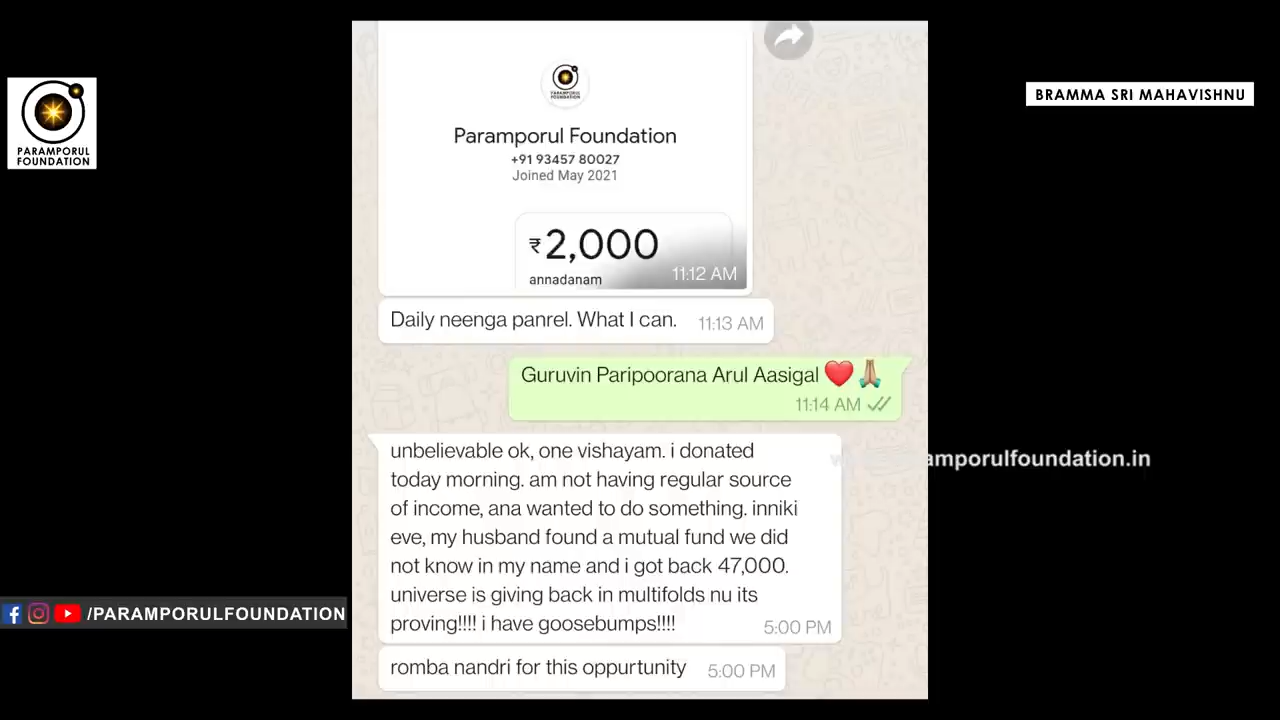 PARAMPORUL
FOUNDATION
BRAMMA SRI MAHAVISHNU
PARAMPORUL
FOUNDATION
Paramporul Foundation
+91 93457 80027
Joined May 2021
₹2,000
annadanam
11:12 AM
Daily neenga panrel. What I can. 11:13 AM
Guruvin Paripoorana Arul Aasigal ❤️🙏
11:14 AM
unbelievable ok, one vishayam. i donated
today morning. am not having regular source
of income, ana wanted to do something. inniki
eve, my husband found a mutual fund we did
not know in my name and i got back 47,000.
universe is giving back in multifolds nu its
proving!!!! i have goosebumps!!!!
5:00 PM
romba nandri for this oppurtunity 5:00 PM
/PARAMPORULFOUNDATION